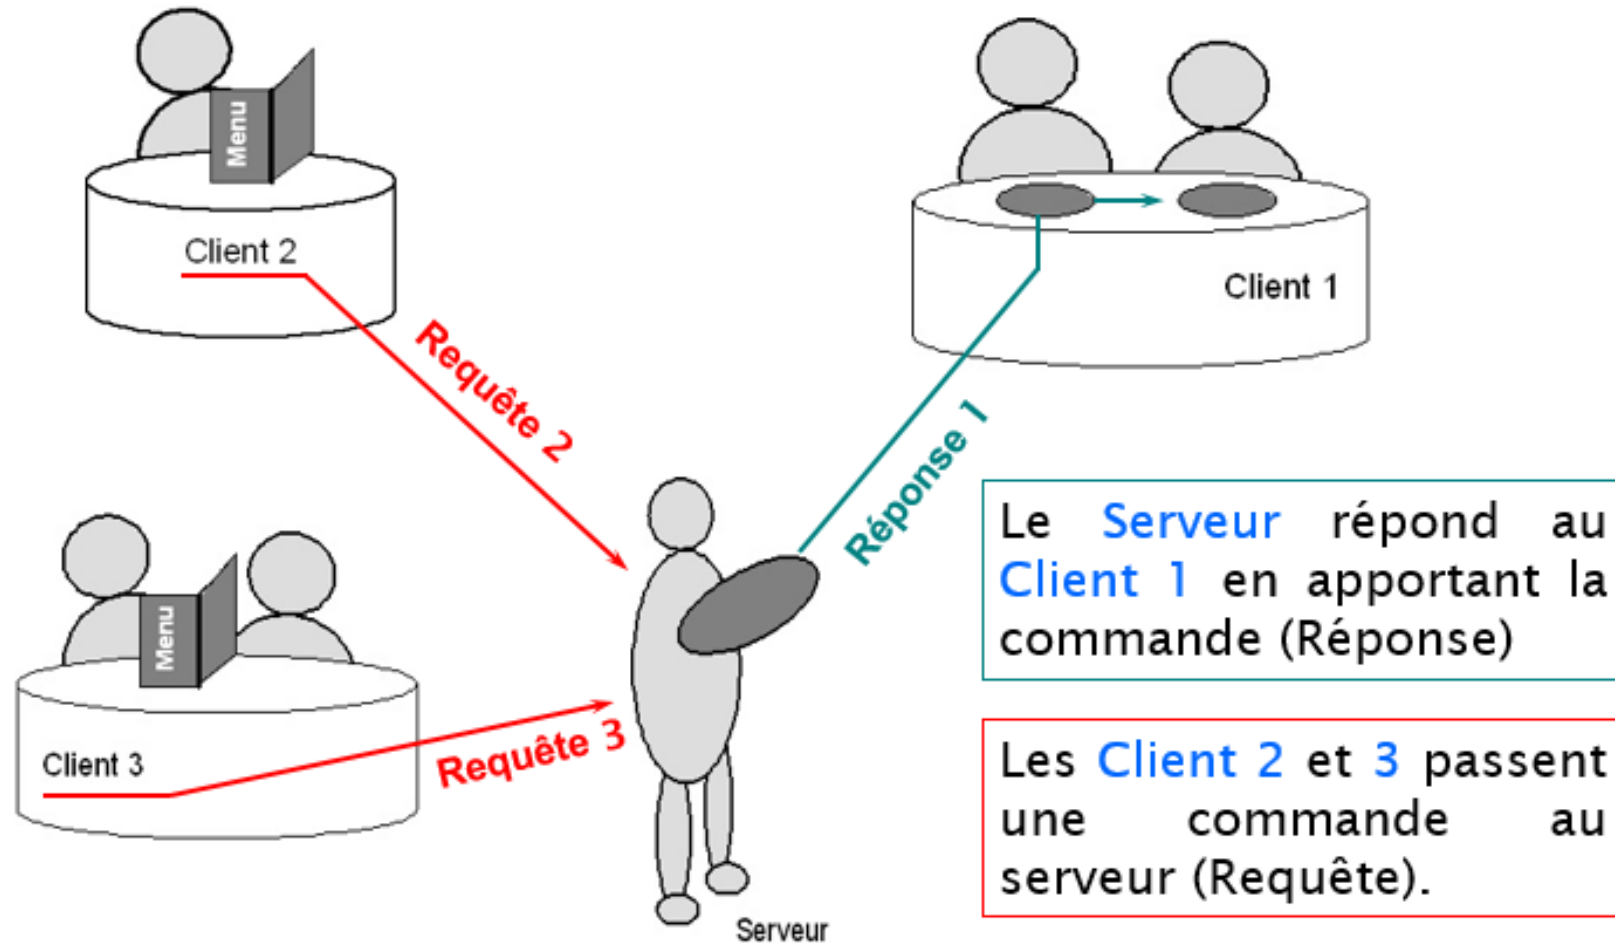 Menu
Client 2
Client 1
Requête 2
Réponse 1
Le Serveur répond au
Client 1 en apportant la
commande (Réponse)
Menu
Client 3
Requête 3
Les Client 2 et 3 passent
une commande au
serveur (Requête).
Serveur